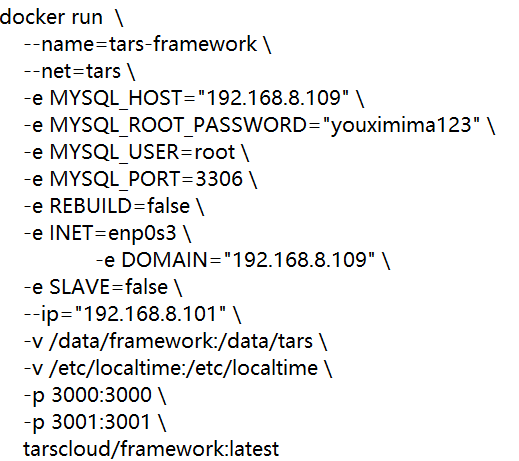 docker run  \
--name=tars-framework \
--net=tars \
-e MYSQL_HOST="192.168.8.109" \
-e MYSQL_ROOT_PASSWORD="youximima123" \
-e MYSQL_USER=root \
-e MYSQL_PORT=3306 \
-e REBUILD=false \
-e INET=enp0s3 \
-e DOMAIN="192.168.8.109" \
-e SLAVE=false \
--ip="192.168.8.101" \
-v /data/framework:/data/tars \
-v /etc/localtime:/etc/localtime \
-p 3000:3000 \
-p 3001:3001 \
tarscloud/framework:latest